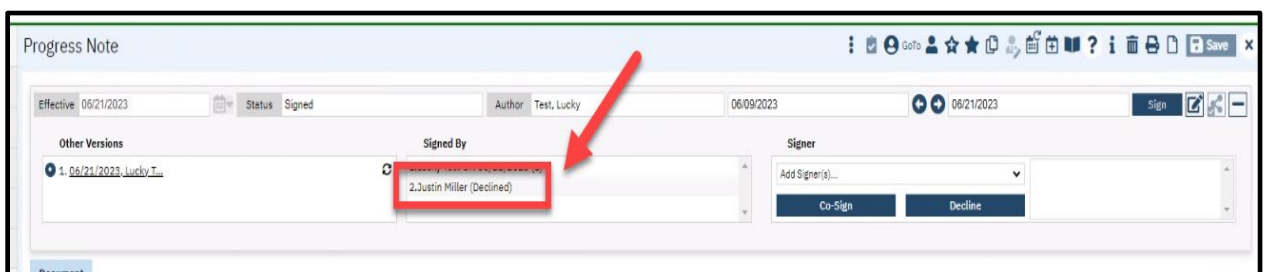 Progress Note
GoTo
Save
Effective 06/21/2023 Status Signed Author Test, Lucky 06/09/2023 06/21/2023 Sign
Other Versions Signed By Signer
1. 06/21/2023, Lucky T...
2.Justin Miller (Declined)
Add Signer(s)...
Co-Sign Decline